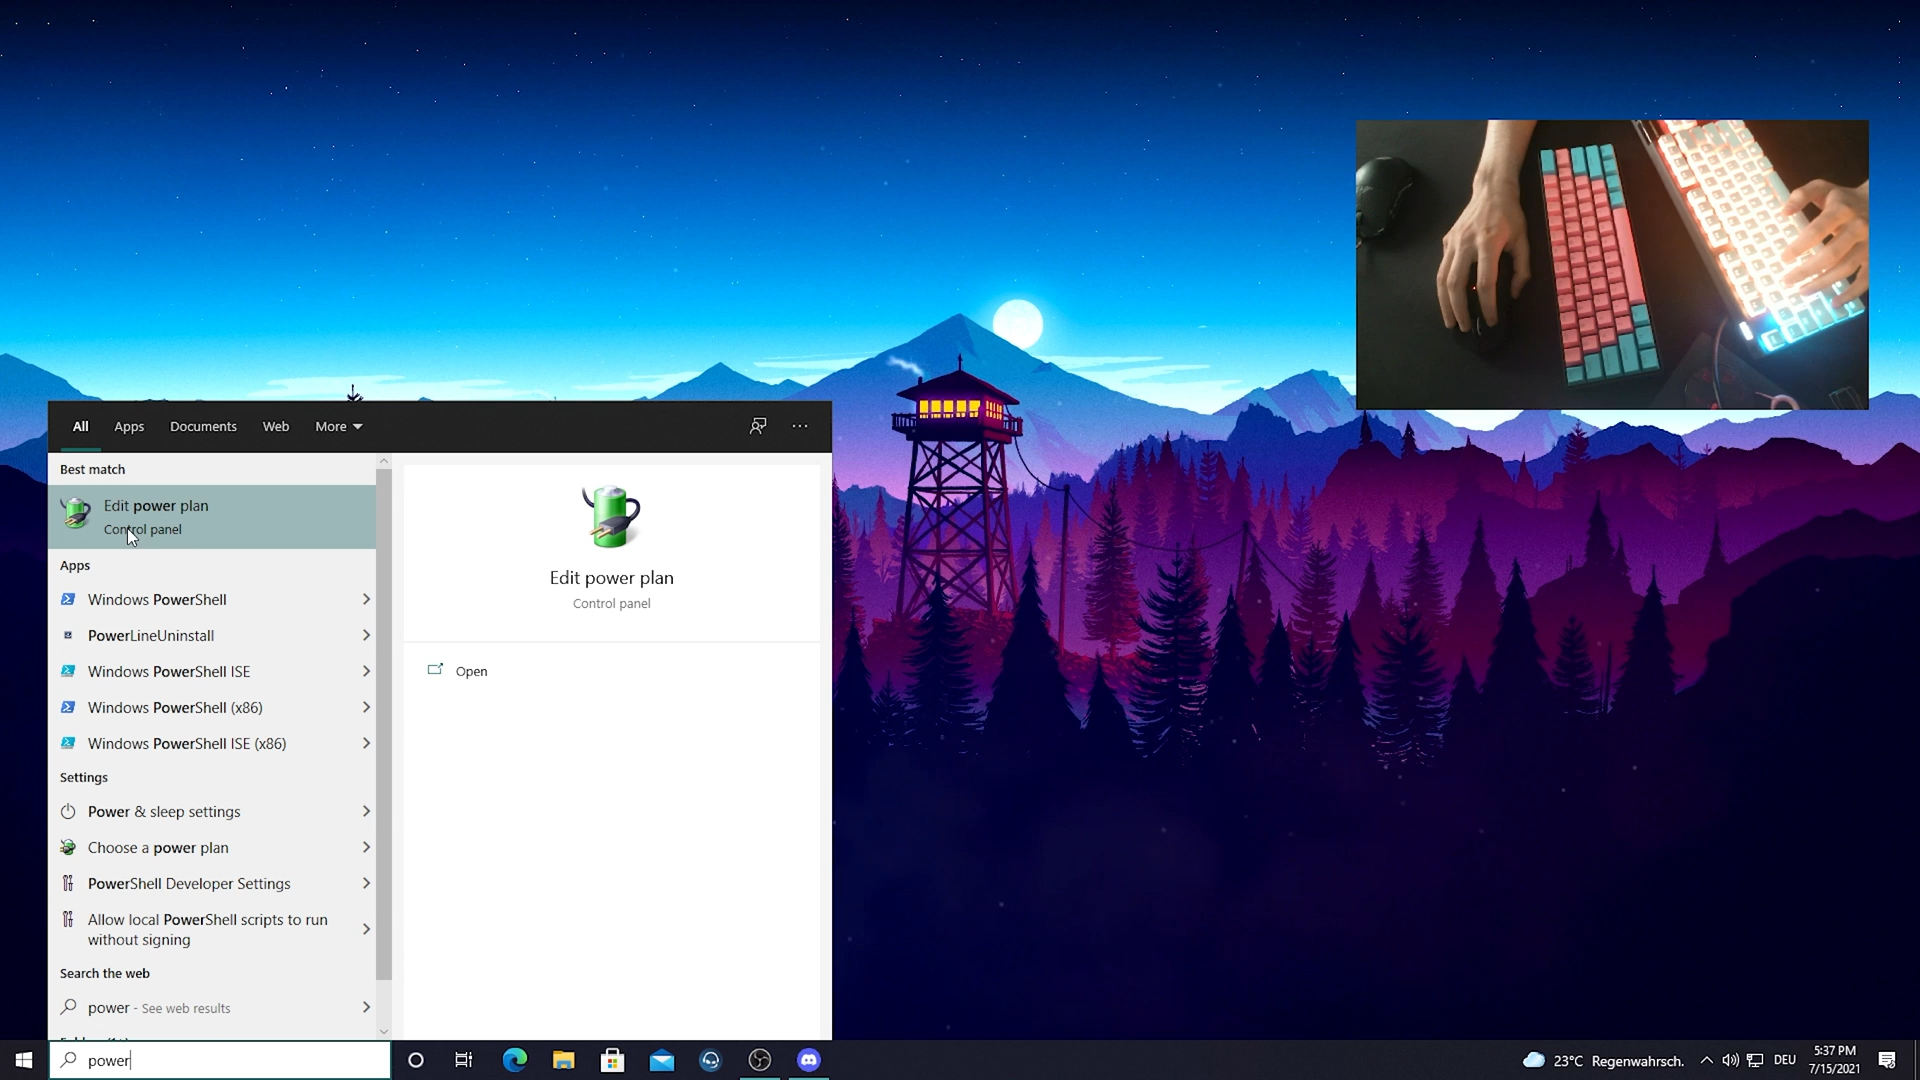 All Apps Documents Web More
Best match
Edit power plan
Control panel
Apps
Windows PowerShell
PowerLineUninstall
Windows PowerShell ISE
Windows PowerShell (x86)
Windows PowerShell ISE (x86)
Settings
Power & sleep settings
Choose a power plan
PowerShell Developer Settings
Allow local PowerShell scripts to run
without signing
Search the web
power - See web results
Edit power plan
Control panel
Open
power
23°C Regenwahrsch.
DEU
5:37 PM
7/15/2021